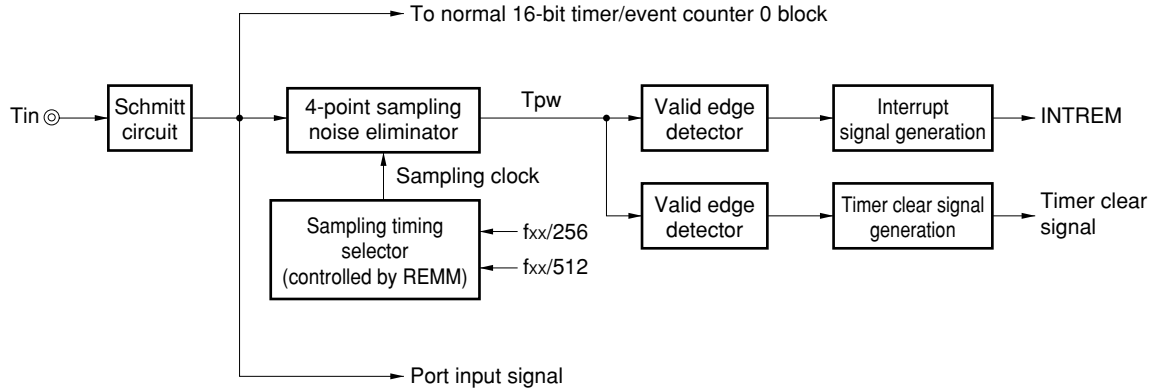 To normal 16-bit timer/event counter 0 block
Tin
Schmitt
circuit
4-point sampling
noise eliminator
Tpw
Valid edge
detector
Interrupt
signal generation
INTREM
Sampling clock
Sampling timing
selector
(controlled by REMM)
fxx/256
fxx/512
Valid edge
detector
Timer clear signal
generation
Timer clear
signal
Port input signal